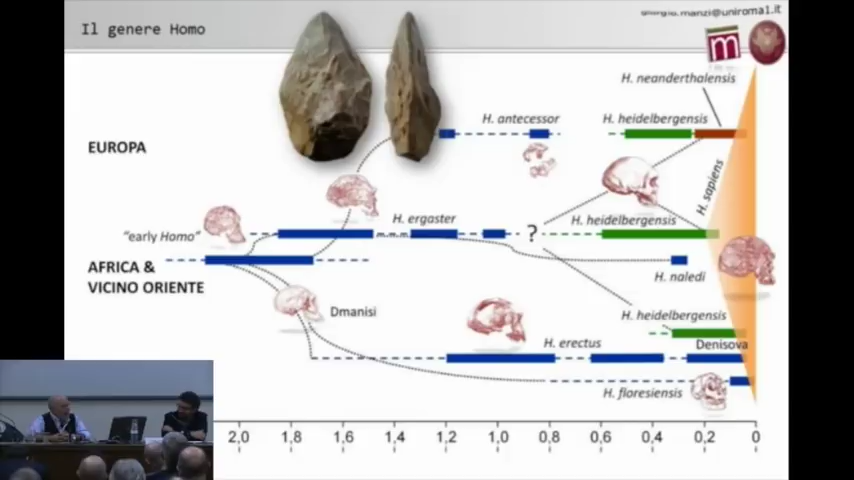 Il genere Homo
giorgio.manzi@uniroma1.it
H. neanderthalensis
H. antecessor
H. heidelbergensis
EUROPA
H. sapiens
H. ergaster
H. heidelbergensis
"early Homo"
?
AFRICA &
VICINO ORIENTE
H. naledi
Dmanisi
H. heidelbergensis
H. erectus
Denisova
H. floresiensis
2,0 1,8 1,6 1,4 1,2 1,0 0,8 0,6 0,4 0,2 0